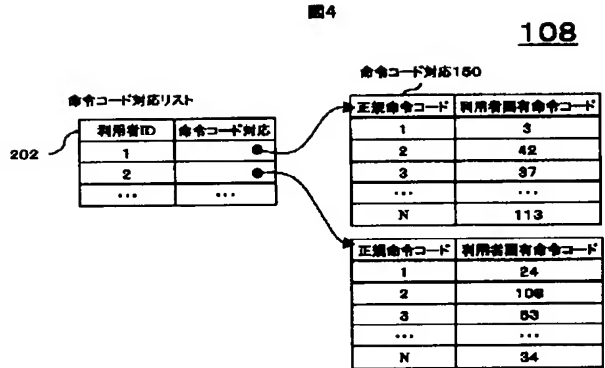 図4
108
命令コード対応リスト
202
利用者ID 命令コード対応
1
2
... ...
命令コード対応150
正規命令コード 利用者固有命令コード
1 3
2 42
3 37
... ...
N 113
正規命令コード 利用者固有命令コード
1 24
2 108
3 53
... ...
N 34